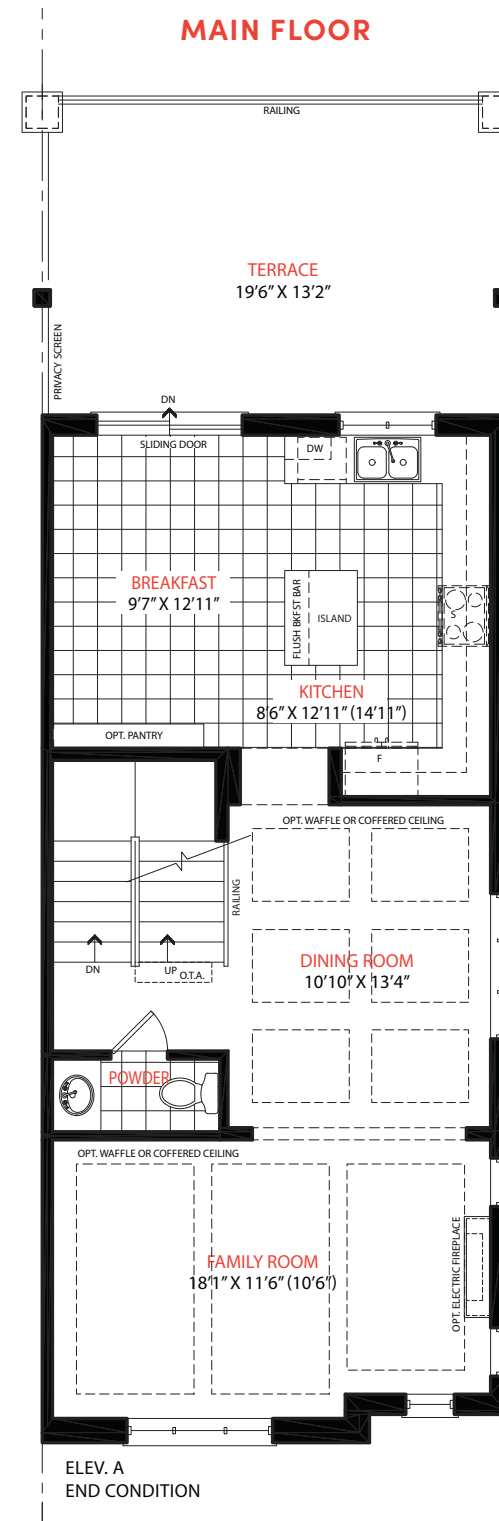 MAIN FLOOR
RAILING
TERRACE
19'6" X 13'2"
PRIVACY SCREEN
DN
SLIDING DOOR
DW
BREAKFAST
9'7" X 12'11"
FLUSH BKFST BAR
ISLAND
S
KITCHEN
8'6" X 12'11" (14'11")
OPT. PANTRY
F
OPT. WAFFLE OR COFFERED CEILING
RAILING
DINING ROOM
10'10" X 13'4"
DN
UP
O.T.A.
POWDER
OPT. WAFFLE OR COFFERED CEILING
OPT. ELECTRIC FIREPLACE
FAMILY ROOM
18'1" X 11'6" (10'6")
ELEV. A
END CONDITION